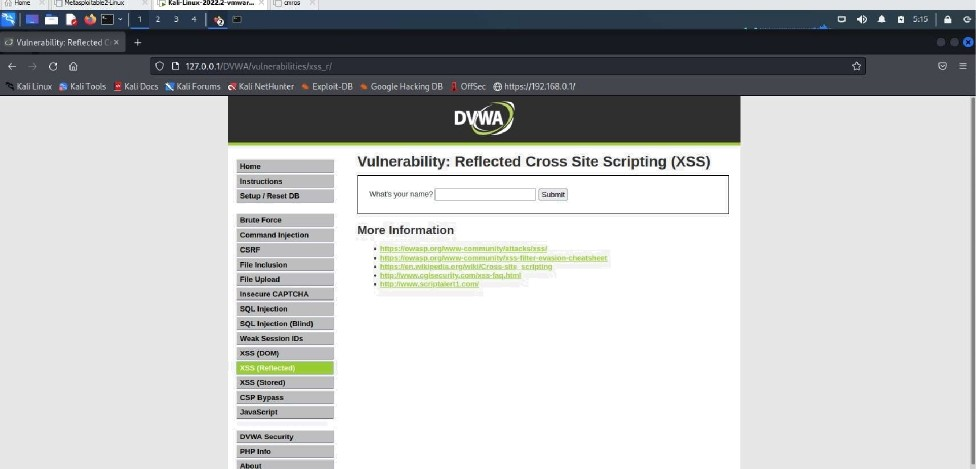 Home
Metasploitable2-Linux
Kali-Linux-2022.2-vmwar...
cmros
1 2 3 4
5:15
Vulnerability: Reflected C
127.0.0.1/DVWA/vulnerabilities/xss_r/
Kali Linux Kali Tools Kali Docs Kali Forums Kali NetHunter Exploit-DB Google Hacking DB OffSec https://192.168.0.1/
DVWA
Home
Instructions
Setup / Reset DB
Brute Force
Command Injection
CSRF
File Inclusion
File Upload
Insecure CAPTCHA
SQL Injection
SQL Injection (Blind)
Weak Session IDs
XSS (DOM)
XSS (Reflected)
XSS (Stored)
CSP Bypass
JavaScript
DVWA Security
PHP Info
About
Vulnerability: Reflected Cross Site Scripting (XSS)
What's your name? Submit
More Information
https://owasp.org/www-community/attacks/xss/
https://owasp.org/www-community/xss-filter-evasion-cheatsheet
https://en.wikipedia.org/wiki/Cross-site_scripting
http://www.cgisecurity.com/xss-faq.html
http://www.scriptalert1.com/